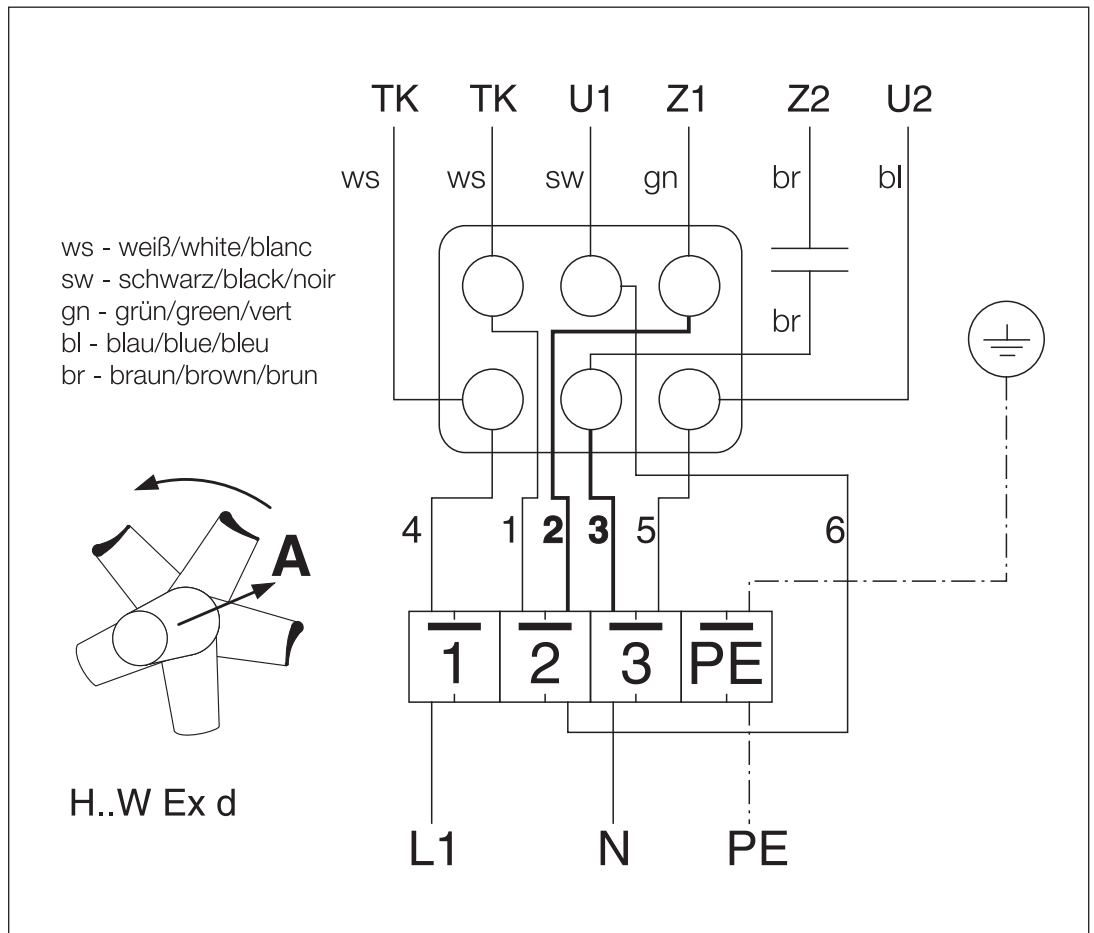 TK TK U1 Z1 Z2 U2
ws ws sw gn br bl
ws - weiß/white/blanc
sw - schwarz/black/noir
gn - grün/green/vert
bl - blau/blue/bleu
br - braun/brown/brun
br
4 1 2 3 5 6
A
1 2 3 PE
H..W Ex d
L1 N PE